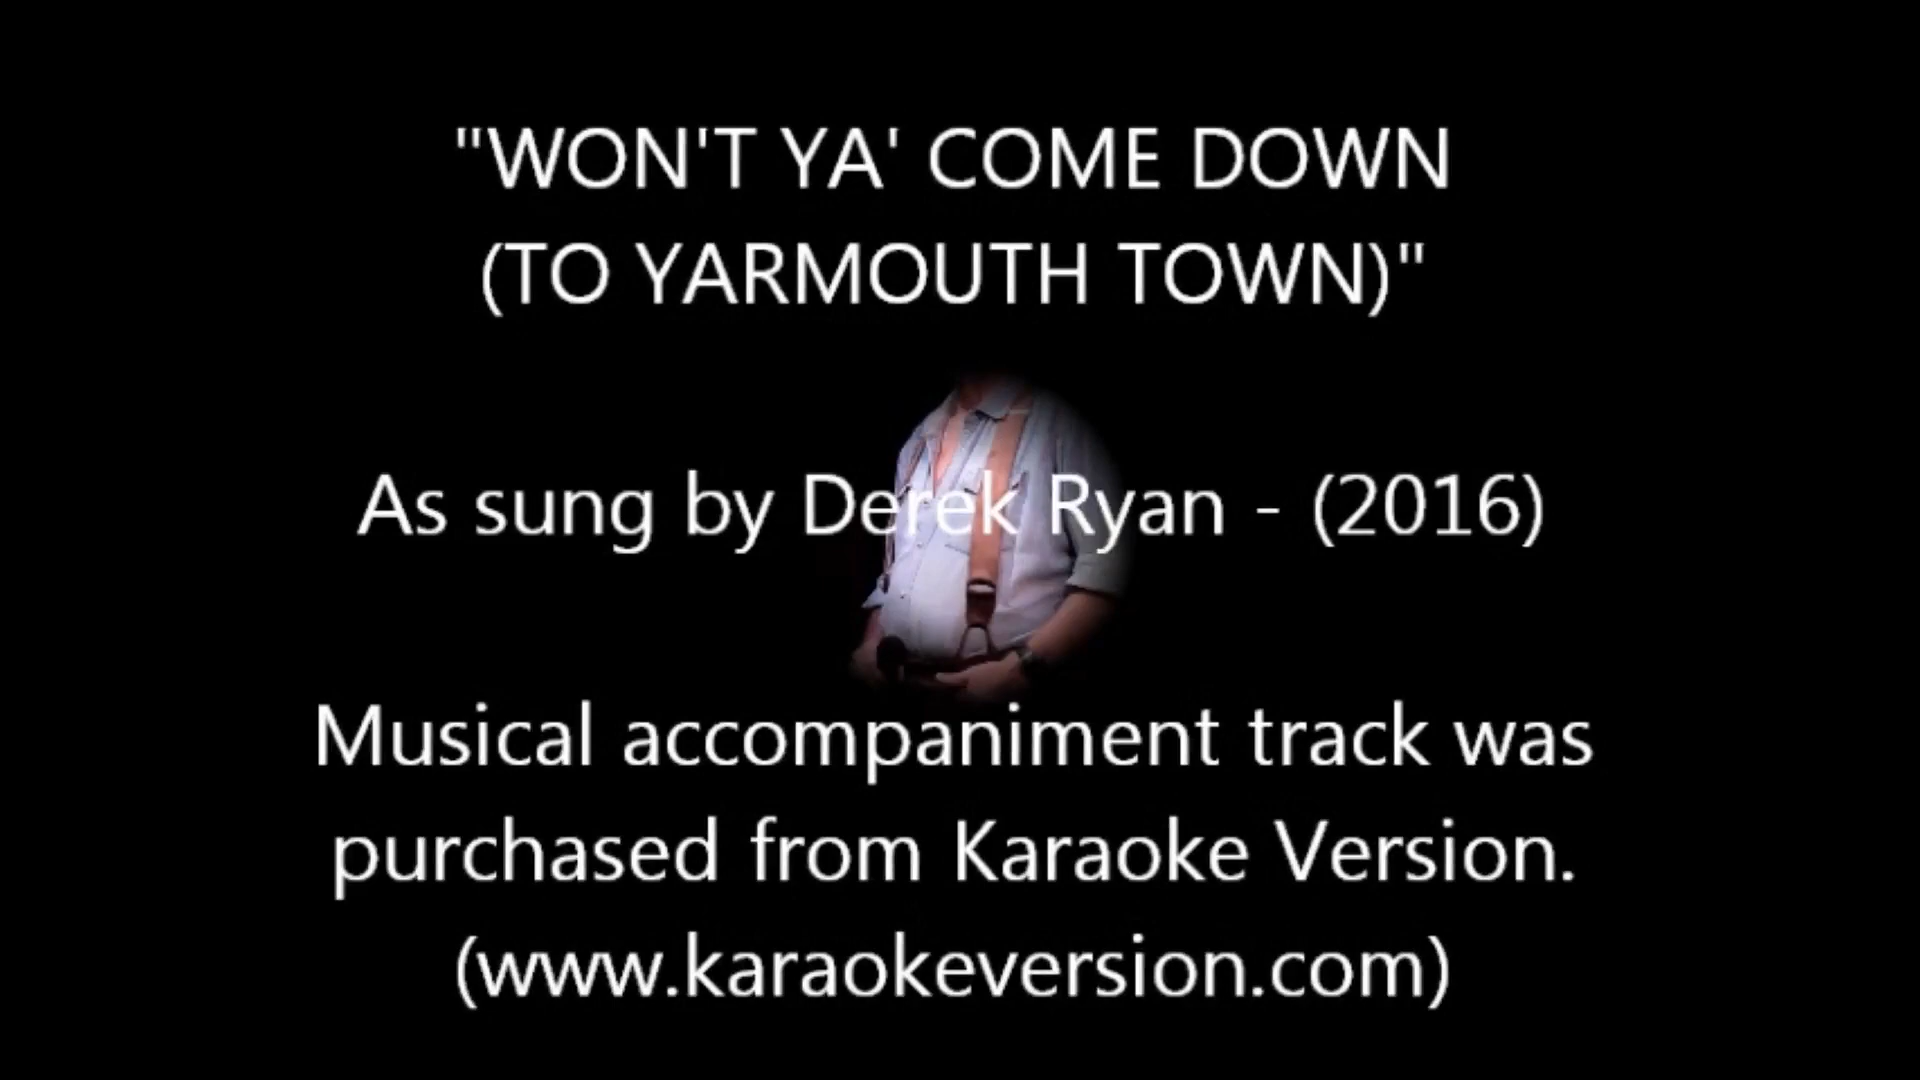 "WON'T YA' COME DOWN
(TO YARMOUTH TOWN)"
As sung by Derek Ryan - (2016)
Musical accompaniment track was
purchased from Karaoke Version.
(www.karaokeversion.com)